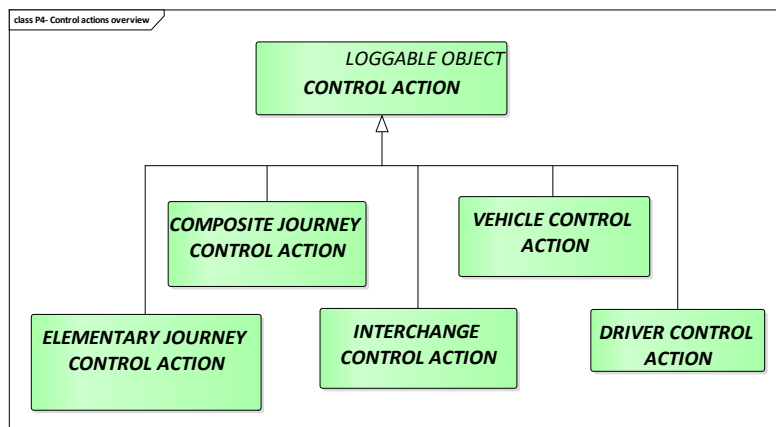 class P4- Control actions overview
LOGGABLE OBJECT
CONTROL ACTION
COMPOSITE JOURNEY
CONTROL ACTION
VEHICLE CONTROL
ACTION
ELEMENTARY JOURNEY
CONTROL ACTION
INTERCHANGE
CONTROL ACTION
DRIVER CONTROL
ACTION